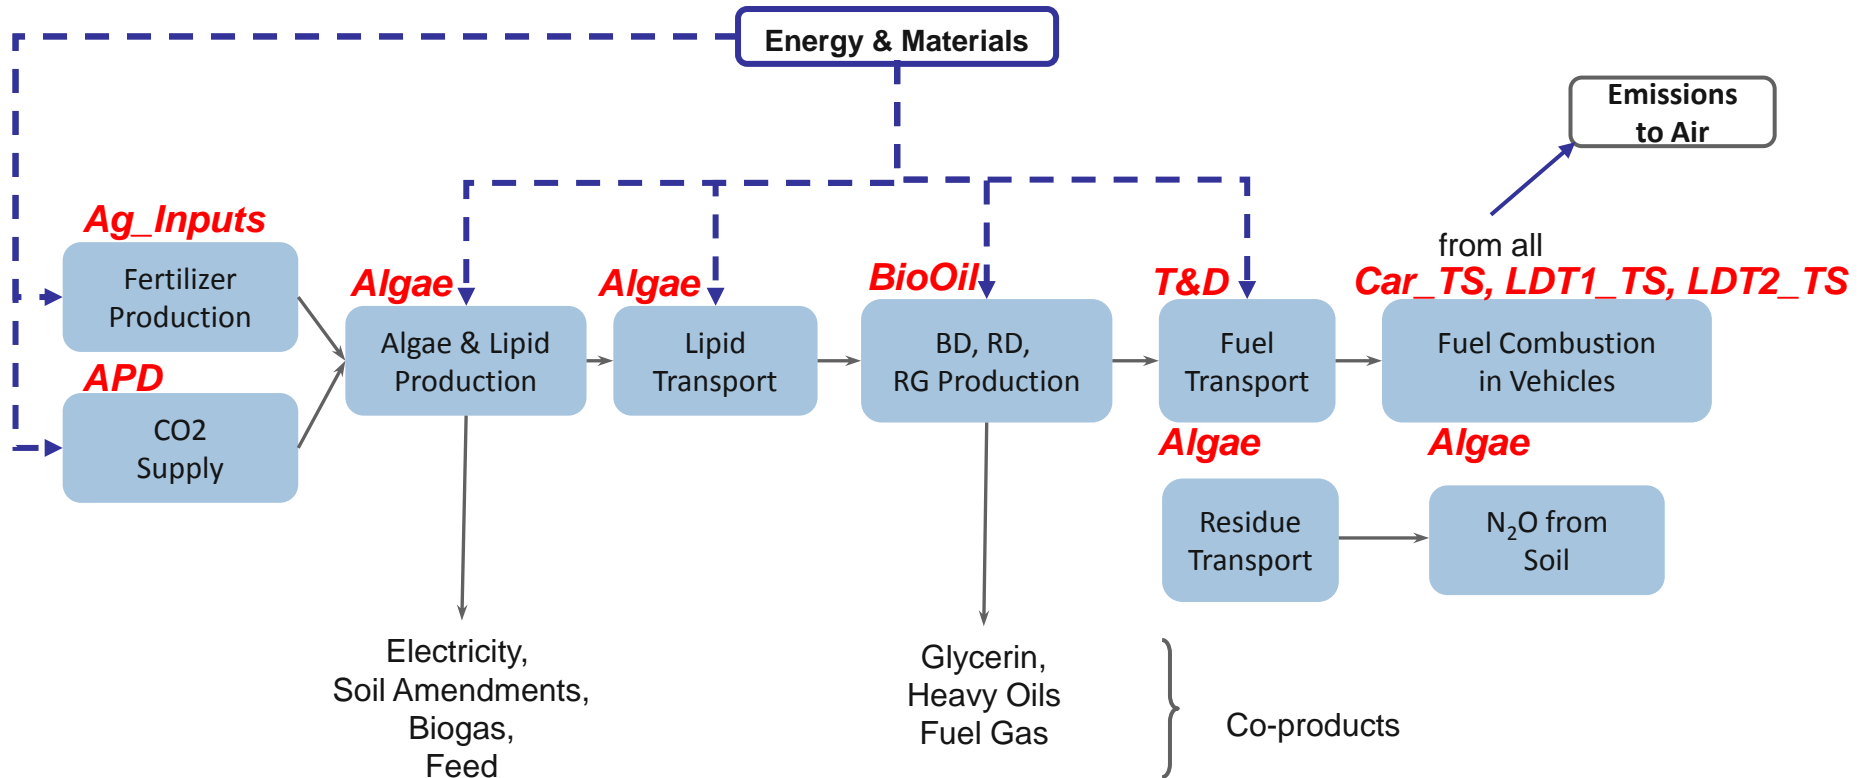 Energy & Materials
Emissions
to Air
from all
Ag_Inputs
Fertilizer
Production
APD
CO2
Supply
Algae
Algae & Lipid
Production
Algae
Lipid
Transport
BioOil
BD, RD,
RG Production
T&D
Fuel
Transport
Car_TS, LDT1_TS, LDT2_TS
Fuel Combustion
in Vehicles
Algae
Residue
Transport
Algae
N₂O from
Soil
Electricity,
Soil Amendments,
Biogas,
Feed
Glycerin,
Heavy Oils
Fuel Gas
Co-products